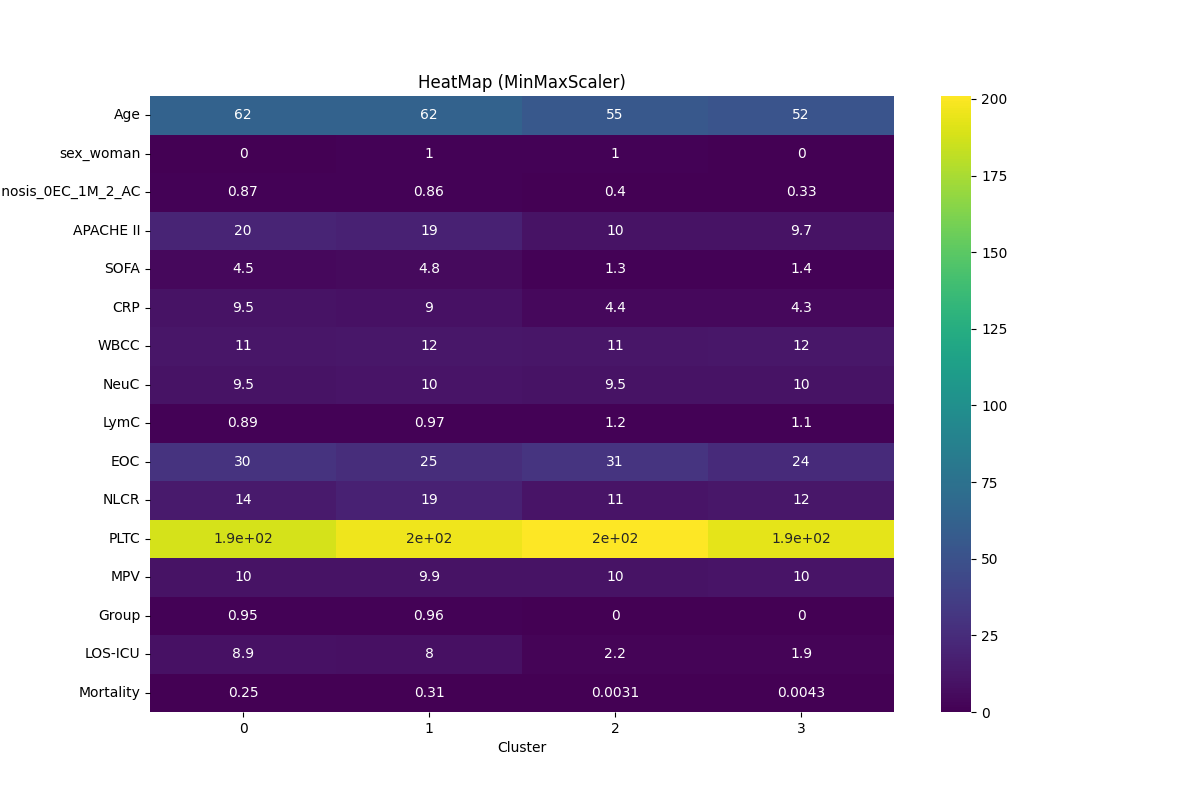 HeatMap (MinMaxScaler)
Age 62 62 55 52
sex_woman 0 1 1 0
nosis_0EC_1M_2_AC 0.87 0.86 0.4 0.33
APACHE II 20 19 10 9.7
SOFA 4.5 4.8 1.3 1.4
CRP 9.5 9 4.4 4.3
WBCC 11 12 11 12
NeuC 9.5 10 9.5 10
LymC 0.89 0.97 1.2 1.1
EOC 30 25 31 24
NLCR 14 19 11 12
PLTC 1.9e+02 2e+02 2e+02 1.9e+02
MPV 10 9.9 10 10
Group 0.95 0.96 0 0
LOS-ICU 8.9 8 2.2 1.9
Mortality 0.25 0.31 0.0031 0.0043
0 1 2 3
Cluster
200
175
150
125
100
75
50
25
0